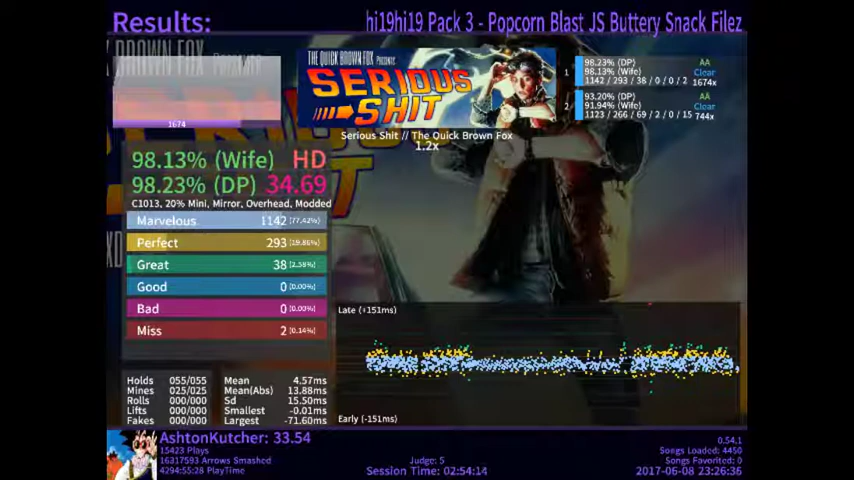 Results:
hi19hi19 Pack 3 - Popcorn Blast JS Buttery Snack Filez
1674
THE QUICK BROWN FOX PRESENTS
SERIOUS
SHIT
1
98.23% (DP) AA
98.13% (Wife) Clear
1142 / 293 / 38 / 0 / 0 / 2 1674x
2
93.20% (DP) AA
91.94% (Wife) Clear
1123 / 266 / 69 / 2 / 0 / 15 744x
Serious Shit // The Quick Brown Fox
1.2x
98.13% (Wife) HD
98.23% (DP) 34.69
C1013, 20% Mini, Mirror, Overhead, Modded
Marvelous 1142 (77.42%)
Perfect 293 (19.86%)
Great 38 (2.58%)
Good 0 (0.00%)
Bad 0 (0.00%)
Miss 2 (0.14%)
Late (+151ms)
Early (-151ms)
Holds 055/055
Mines 025/025
Rolls 000/000
Lifts 000/000
Fakes 000/000
Mean 4.57ms
Mean(Abs) 13.88ms
Sd 15.50ms
Smallest -0.01ms
Largest -71.60ms
AshtonKutcher: 33.54
15423 Plays
16317593 Arrows Smashed
4294:55:28 PlayTime
Judge: 5
Session Time: 02:54:14
0.54.1
Songs Loaded: 4450
Songs Favorited: 0
2017-06-08 23:26:36